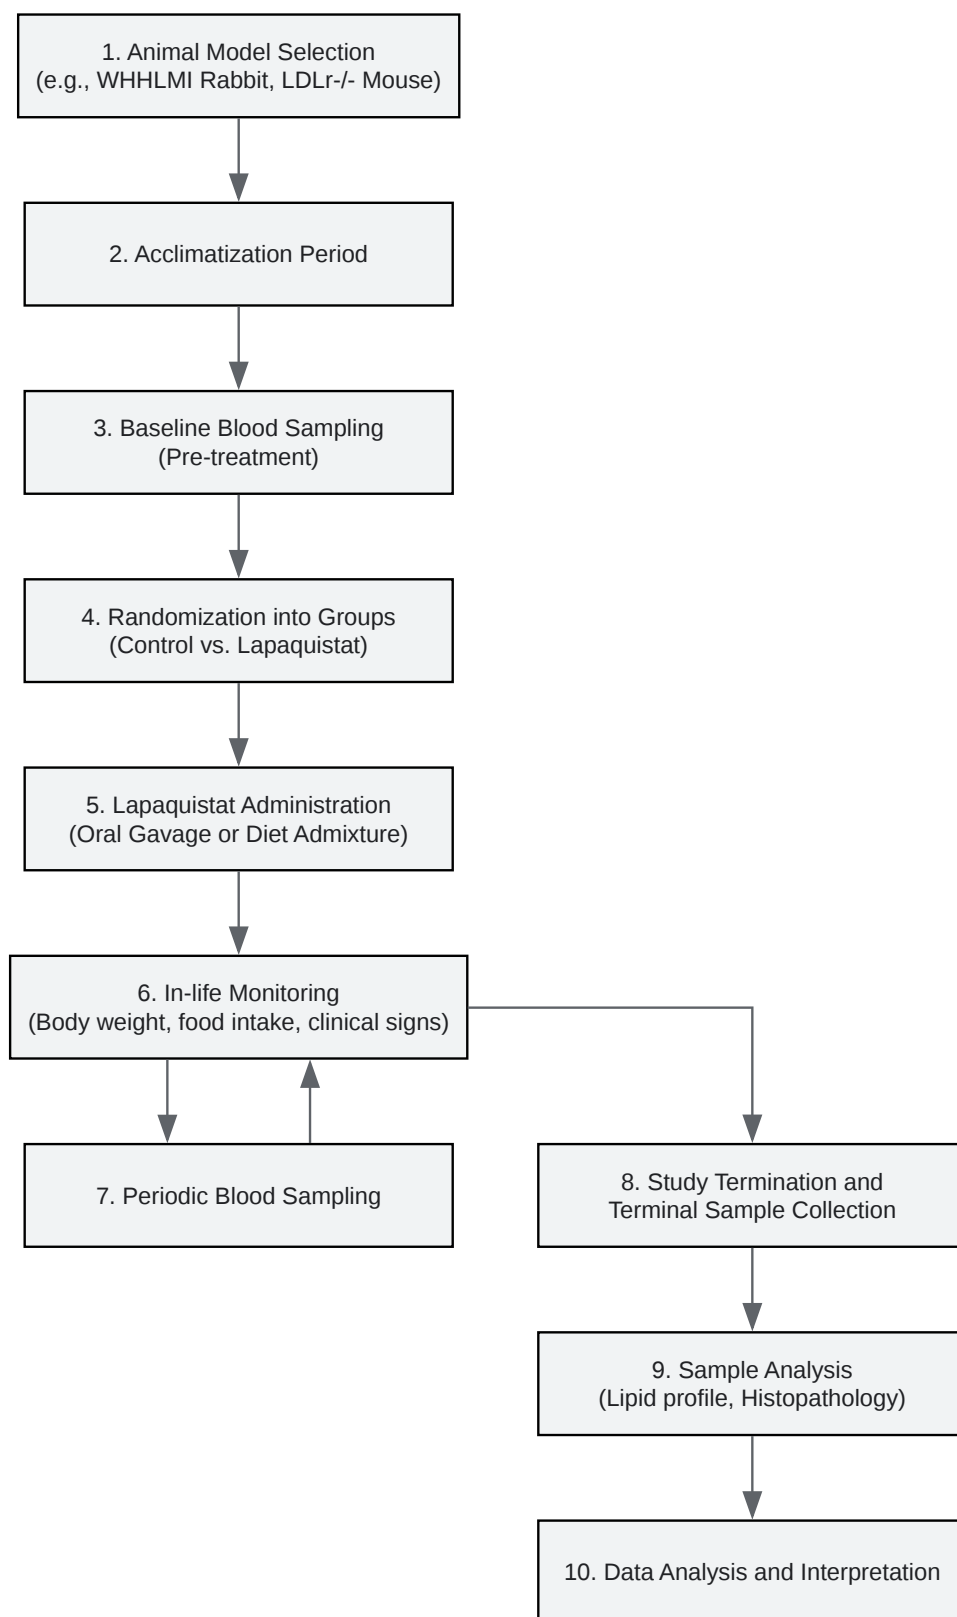 1. Animal Model Selection
(e.g., WHHLMI Rabbit, LDLr-/- Mouse)
2. Acclimatization Period
3. Baseline Blood Sampling
(Pre-treatment)
4. Randomization into Groups
(Control vs. Lapaquistat)
5. Lapaquistat Administration
(Oral Gavage or Diet Admixture)
6. In-life Monitoring
(Body weight, food intake, clinical signs)
7. Periodic Blood Sampling
8. Study Termination and
Terminal Sample Collection
9. Sample Analysis
(Lipid profile, Histopathology)
10. Data Analysis and Interpretation